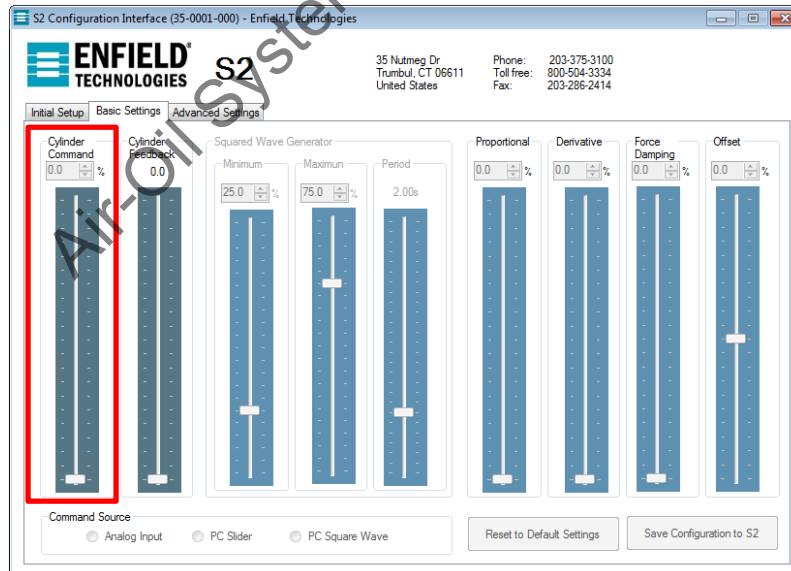 S2 Configuration Interface (35-0001-000) - Enfield Technologies
ENFIELD
TECHNOLOGIES
S2
35 Nutmeg Dr
Trumbul, CT 06611
United States
Phone: 203-375-3100
Toll free: 800-504-3334
Fax: 203-286-2414
Initial Setup
Basic Settings
Advanced Settings
Cylinder
Command
0.0 %
Cylinder
Feedback
0.0
Squared Wave Generator
Minimum
25.0 %
Maximun
75.0 %
Period
2.00s
Proportional
0.0 %
Derivative
0.0 %
Force
Damping
0.0 %
Offset
0.0 %
Command Source
Analog Input
PC Slider
PC Square Wave
Reset to Default Settings
Save Configuration to S2
Air-Oil System